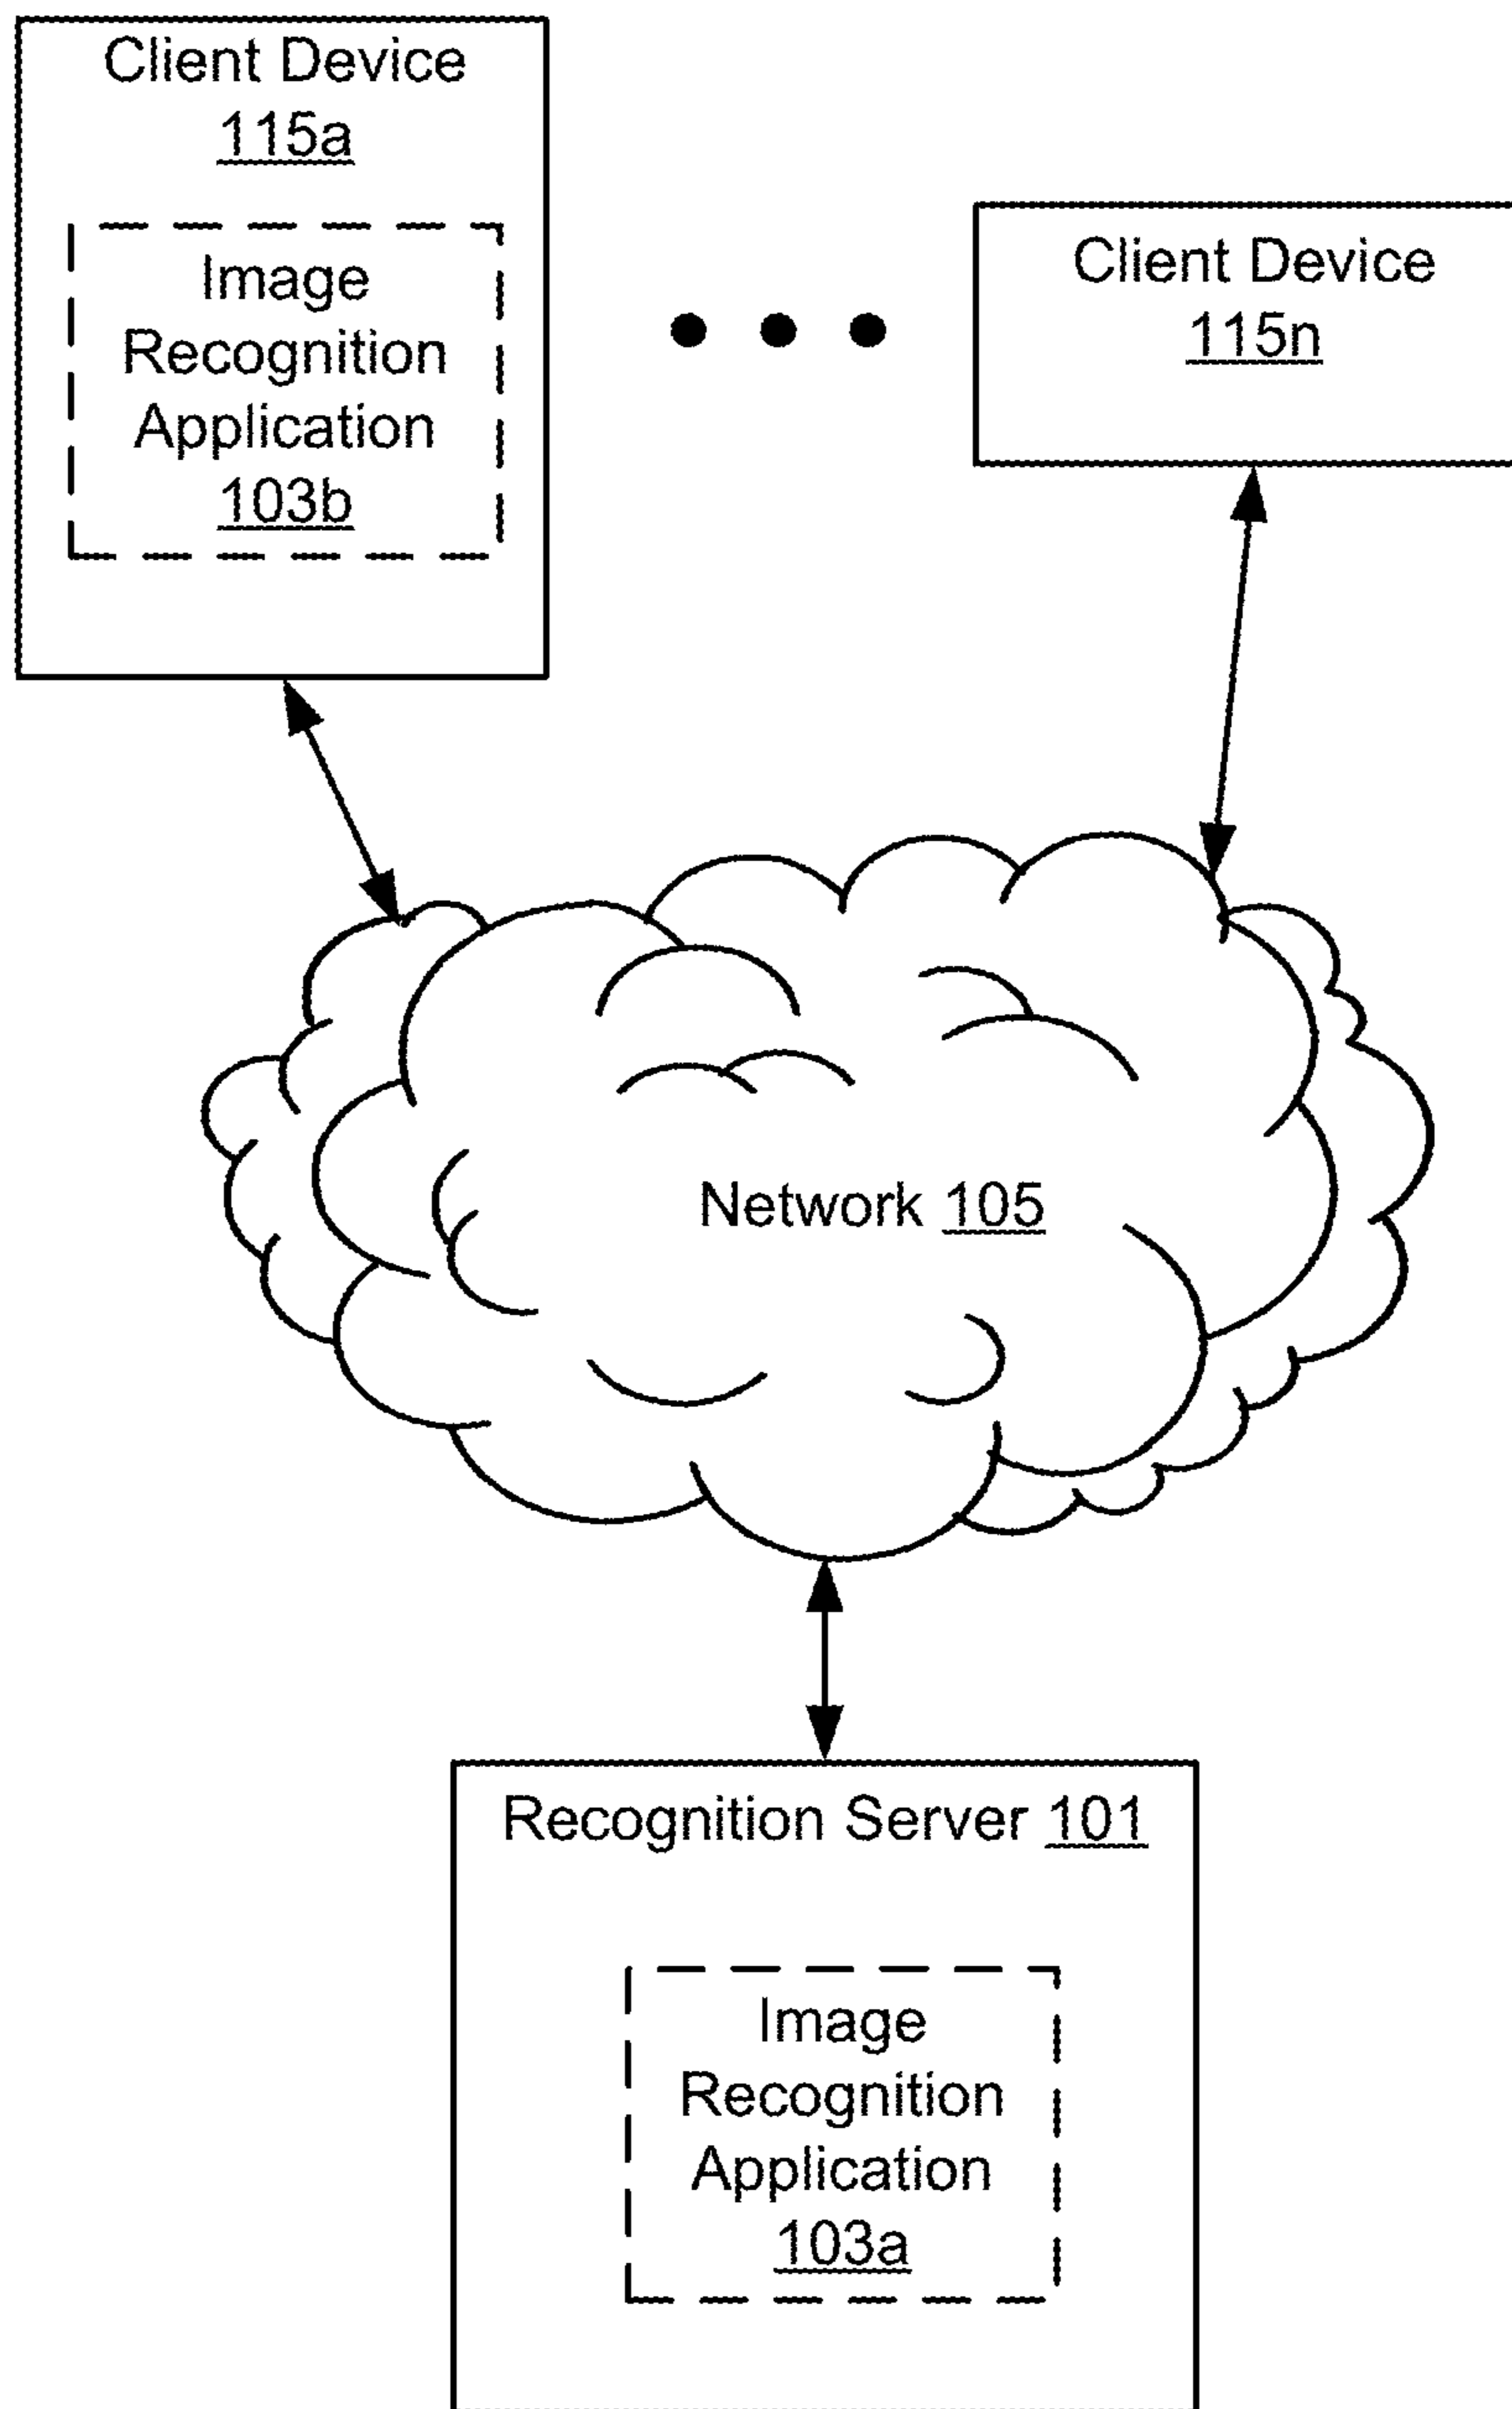 Client Device
115a
Image
Recognition
Application
103b
Client Device
115n
Network 105
Recognition Server 101
Image
Recognition
Application
103a